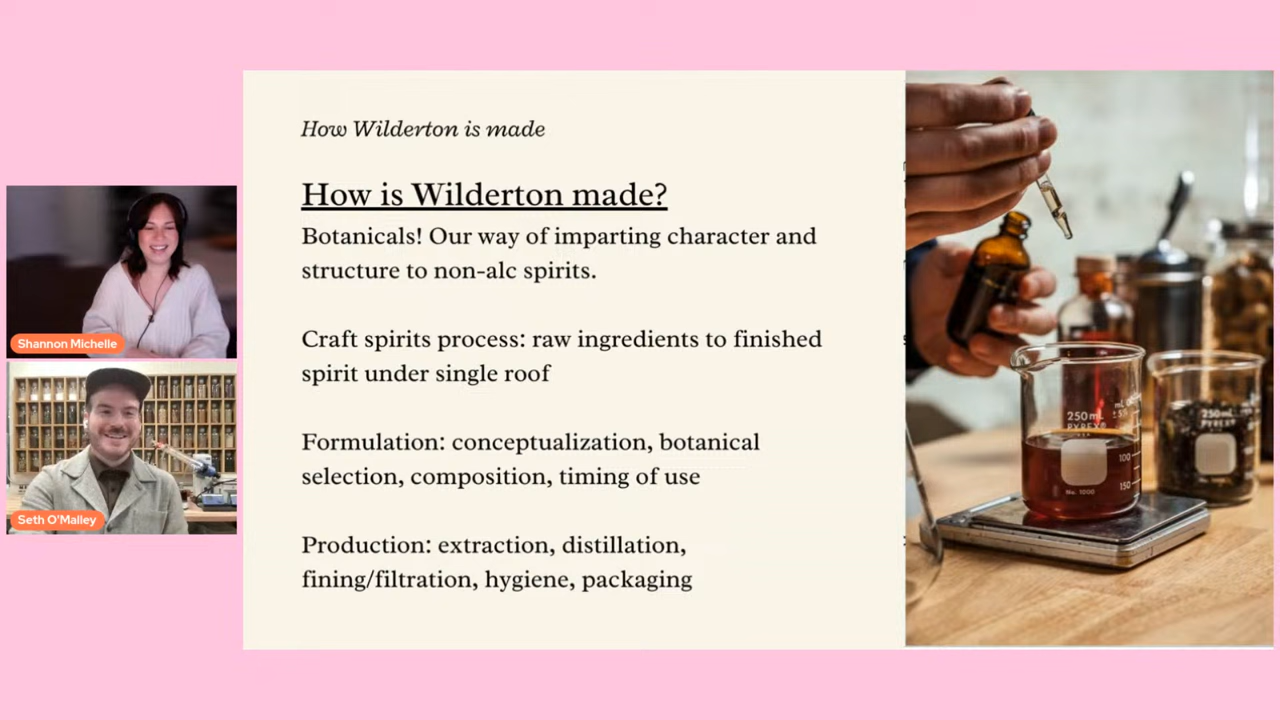 How Wilderton is made
How is Wilderton made?
Botanicals! Our way of imparting character and
structure to non-alc spirits.
Craft spirits process: raw ingredients to finished
spirit under single roof
Formulation: conceptualization, botanical
selection, composition, timing of use
Production: extraction, distillation,
fining/filtration, hygiene, packaging
Shannon Michelle
Seth O'Malley
250mL
PYREX
No. 1000
100
150
250mL
PYREX